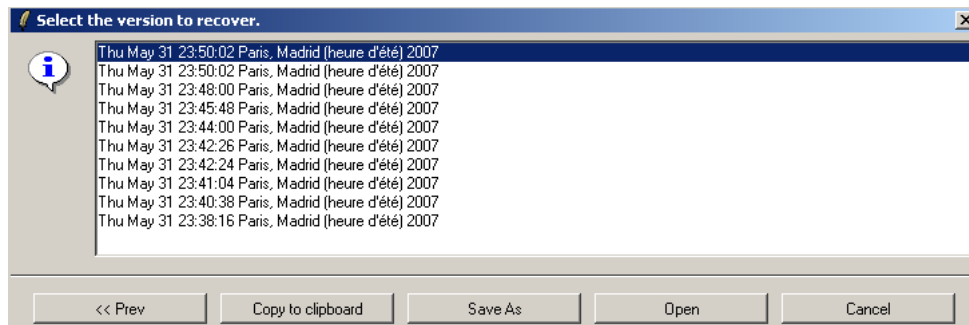 Select the version to recover.
Thu May 31 23:50:02 Paris, Madrid (heure d'été) 2007
Thu May 31 23:50:02 Paris, Madrid (heure d'été) 2007
Thu May 31 23:48:00 Paris, Madrid (heure d'été) 2007
Thu May 31 23:45:48 Paris, Madrid (heure d'été) 2007
Thu May 31 23:44:00 Paris, Madrid (heure d'été) 2007
Thu May 31 23:42:26 Paris, Madrid (heure d'été) 2007
Thu May 31 23:42:24 Paris, Madrid (heure d'été) 2007
Thu May 31 23:41:04 Paris, Madrid (heure d'été) 2007
Thu May 31 23:40:38 Paris, Madrid (heure d'été) 2007
Thu May 31 23:38:16 Paris, Madrid (heure d'été) 2007
<< Prev Copy to clipboard Save As Open Cancel